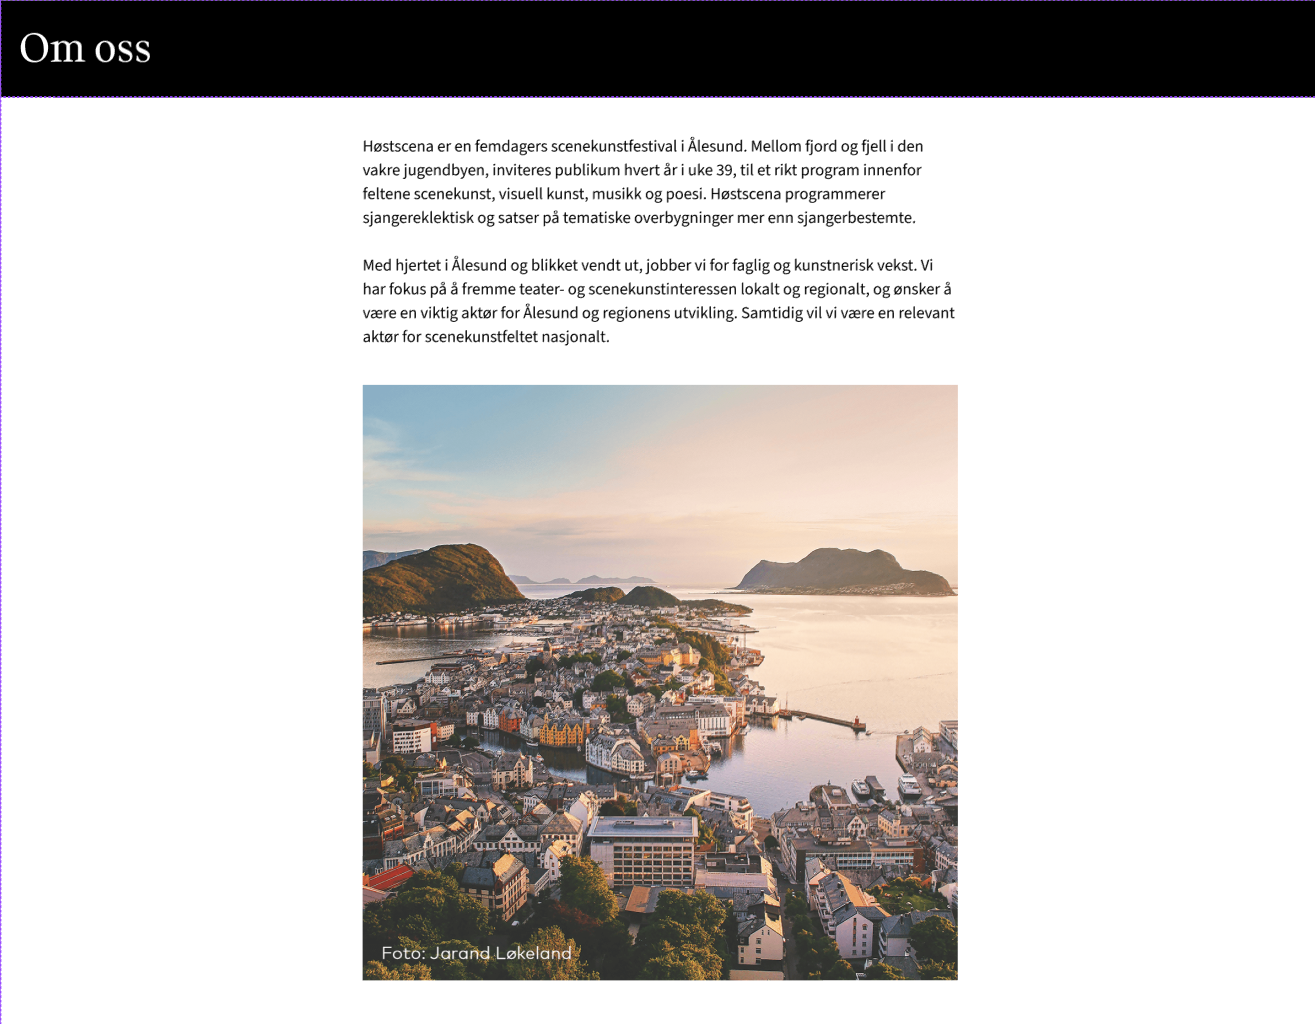 Om oss
Høstscena er en femdagers scenekunstfestival i Ålesund. Mellom fjord og fjell i den
vakre jugendbyen, inviteres publikum hvert år i uke 39, til et rikt program innenfor
feltene scenekunst, visuell kunst, musikk og poesi. Høstscena programmerer
sjangereklektisk og satser på tematiske overbygninger mer enn sjangerbestemte.
Med hjertet i Ålesund og blikket vendt ut, jobber vi for faglig og kunstnerisk vekst. Vi
har fokus på å fremme teater- og scenekunstinteressen lokalt og regionalt, og ønsker å
være en viktig aktør for Ålesund og regionens utvikling. Samtidig vil vi være en relevant
aktør for scenekunstfeltet nasjonalt.
Foto: Jarand Løkeland